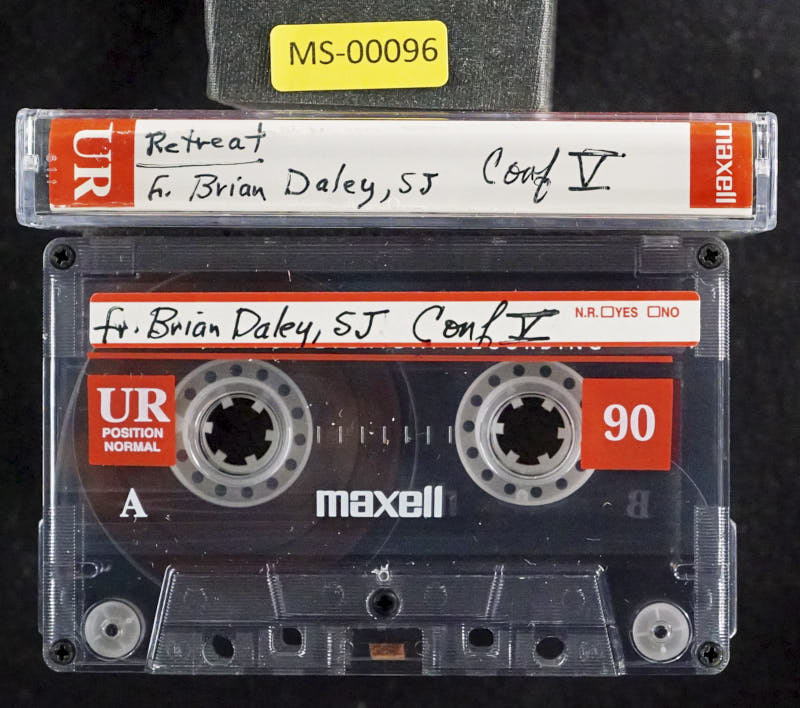 MS-00096
UR
Retreat
Fr. Brian Daley, SJ Conf V
maxell
fr. Brian Daley, SJ Conf V
N.R. ☐YES ☐NO
UR
POSITION
NORMAL
90
A
maxell
B